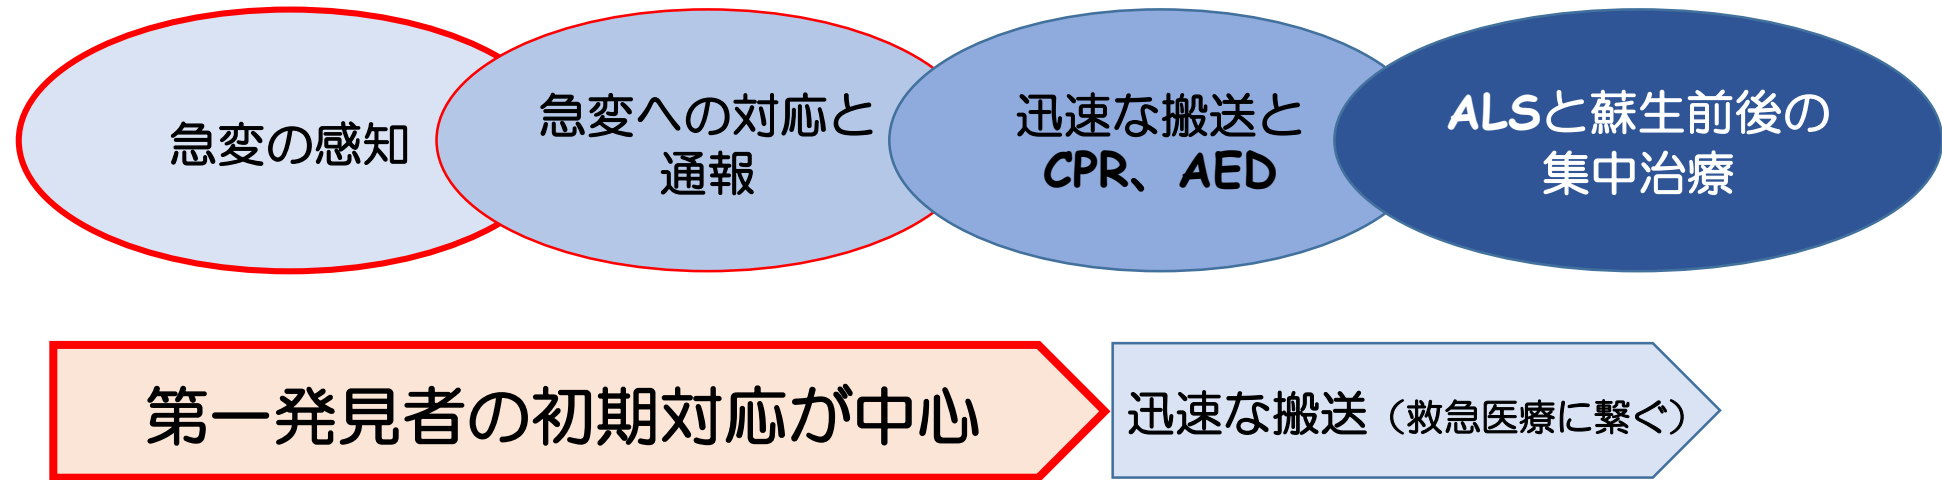 急変の感知
急変への対応と
通報
迅速な搬送と
CPR、AED
ALSと蘇生前後の
集中治療
第一発見者の初期対応が中心
迅速な搬送（救急医療に繋ぐ）